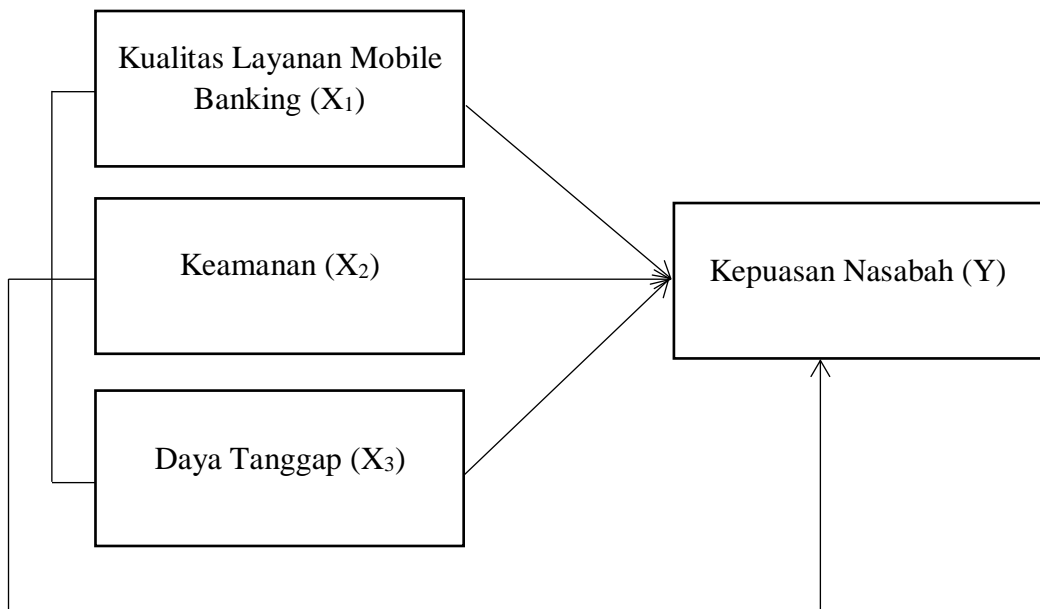 Kualitas Layanan Mobile
Banking (X₁)
Keamanan (X₂)
Kepuasan Nasabah (Y)
Daya Tanggap (X₃)